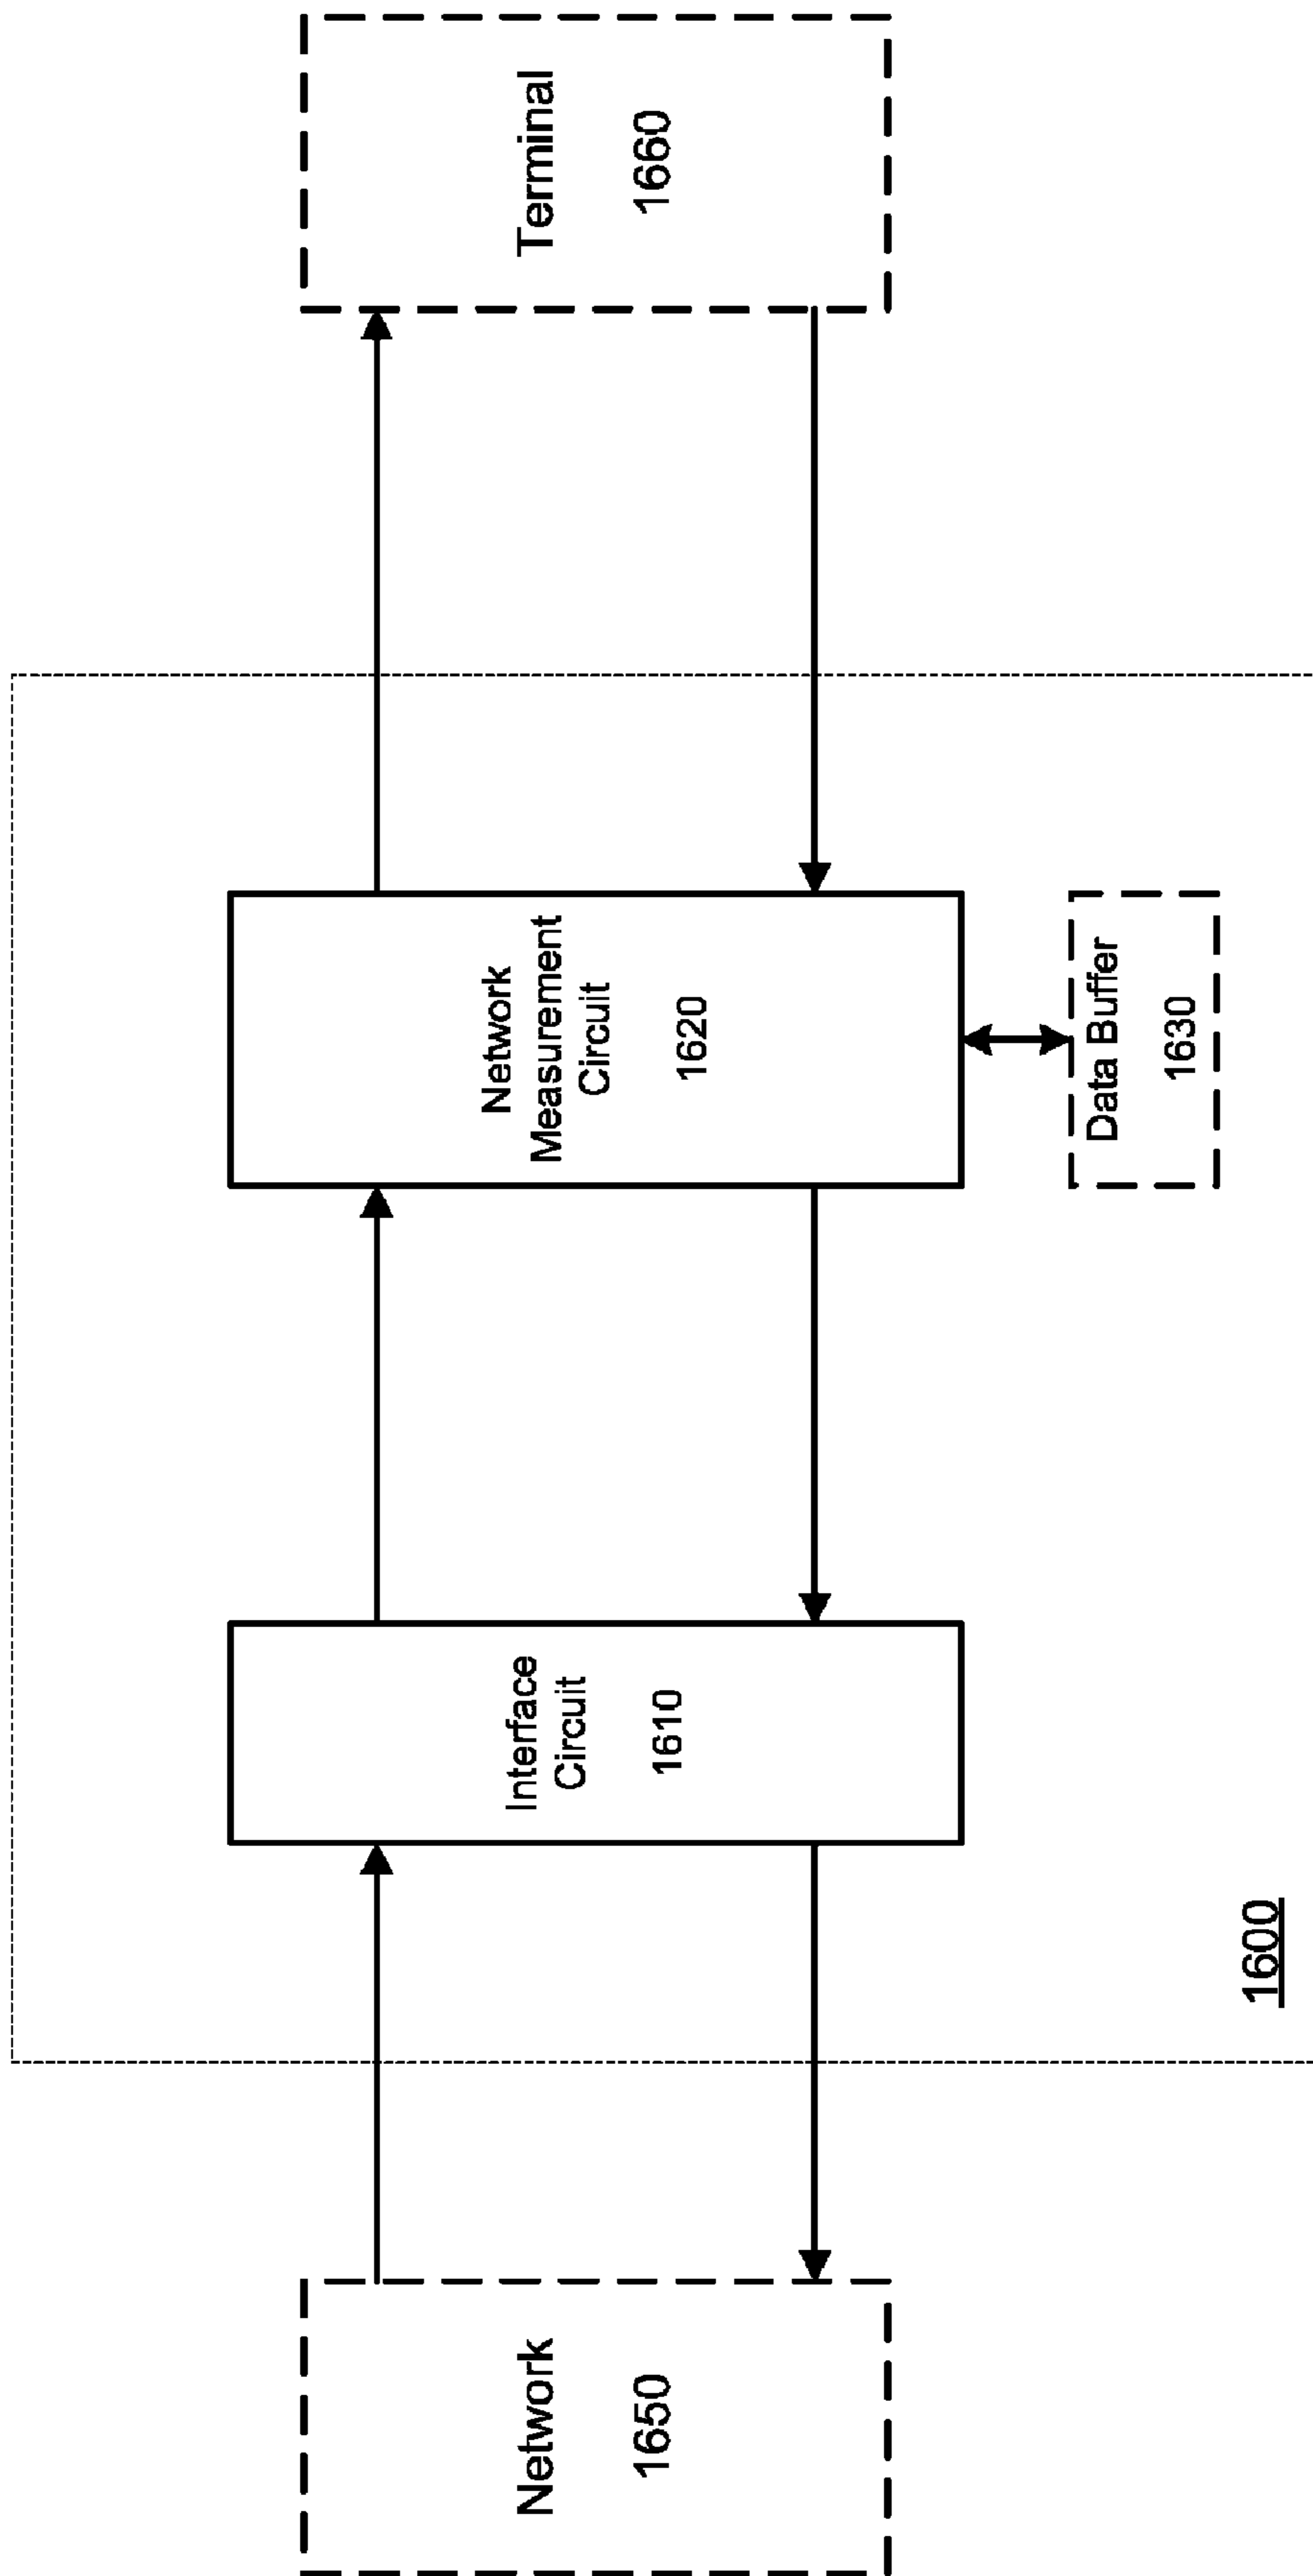 Network
1650
Interface
Circuit
1610
Network
Measurement
Circuit
1620
Data Buffer
1630
Terminal
1660
1600